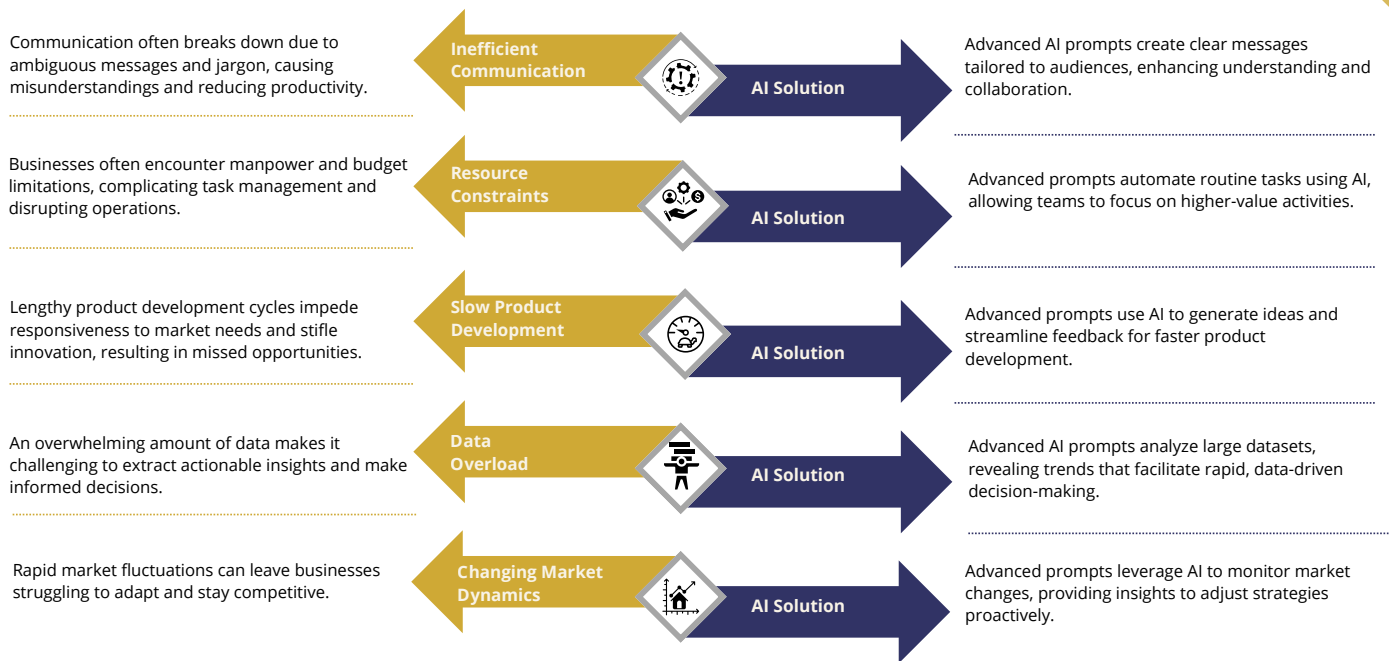 Communication often breaks down due to
ambiguous messages and jargon, causing
misunderstandings and reducing productivity.
Inefficient
Communication
AI Solution
Advanced AI prompts create clear messages
tailored to audiences, enhancing understanding and
collaboration.
Businesses often encounter manpower and budget
limitations, complicating task management and
disrupting operations.
Resource
Constraints
AI Solution
Advanced prompts automate routine tasks using AI,
allowing teams to focus on higher-value activities.
Lengthy product development cycles impede
responsiveness to market needs and stifle
innovation, resulting in missed opportunities.
Slow Product
Development
AI Solution
Advanced prompts use AI to generate ideas and
streamline feedback for faster product
development.
An overwhelming amount of data makes it
challenging to extract actionable insights and make
informed decisions.
Data
Overload
AI Solution
Advanced AI prompts analyze large datasets,
revealing trends that facilitate rapid, data-driven
decision-making.
Rapid market fluctuations can leave businesses
struggling to adapt and stay competitive.
Changing Market
Dynamics
AI Solution
Advanced prompts leverage AI to monitor market
changes, providing insights to adjust strategies
proactively.